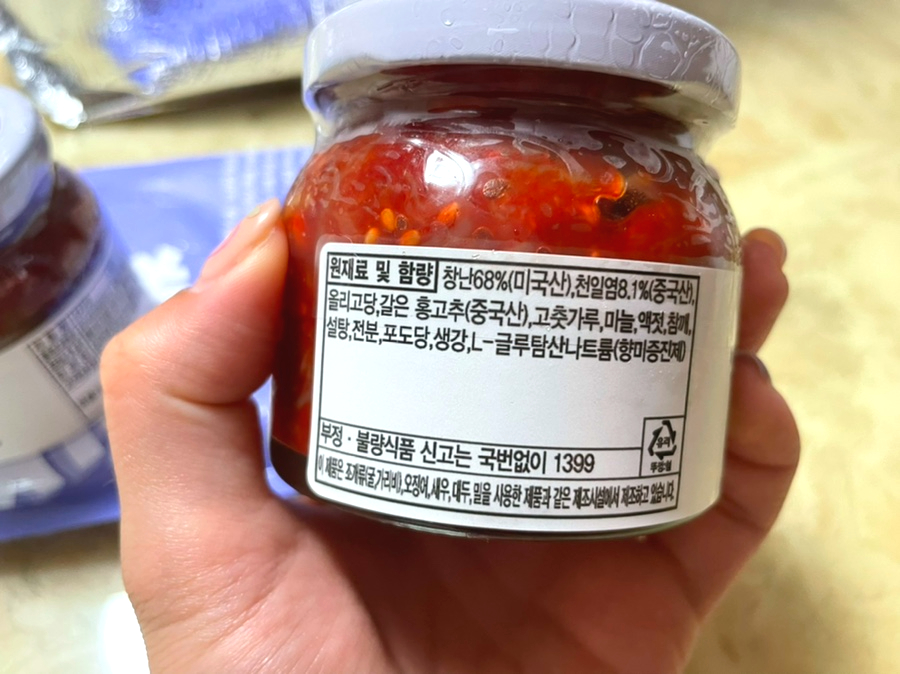 원재료 및 함량 창난68%(미국산),천일염8.1%(중국산),
올리고당,갈은 홍고추(중국산),고춧가루,마늘,액젓,참깨,
설탕,전분,포도당,생강,L-글루탐산나트륨(향미증진제)
부정·불량식품 신고는 국번없이 1399
유리
뚜껑:철
이 제품은 조개류(굴,가리비),오징어,새우,대두,밀을 사용한 제품과 같은 제조시설에서 제조하고 있습니다.